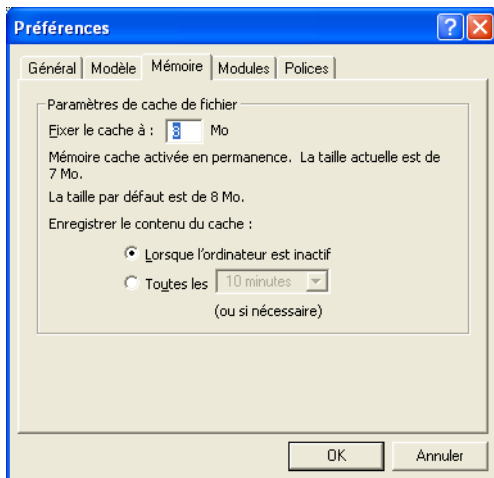 Préférences
Général
Modèle
Mémoire
Modules
Polices
Paramètres de cache de fichier
Fixer le cache à : 8 Mo
Mémoire cache activée en permanence. La taille actuelle est de
7 Mo.
La taille par défaut est de 8 Mo.
Enregistrer le contenu du cache :
Lorsque l'ordinateur est inactif
Toutes les 10 minutes
(ou si nécessaire)
OK
Annuler